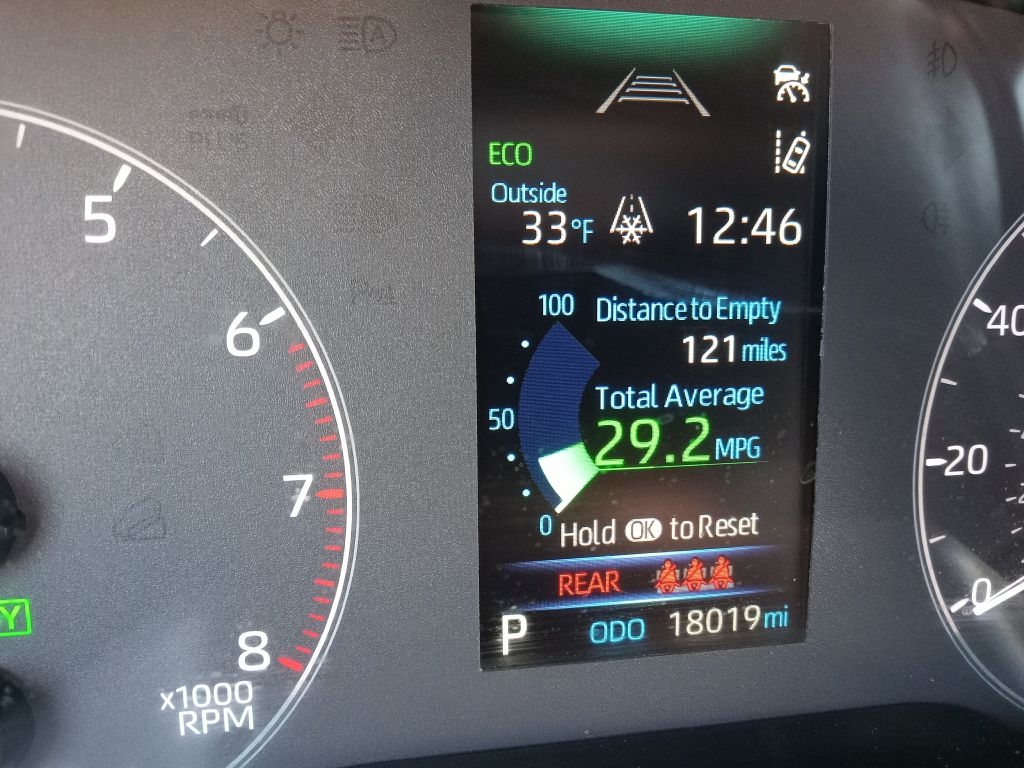 5
6
7
8
x1000
RPM
Y
ECO
Outside
33°F
12:46
100
Distance to Empty
121 miles
50
Total Average
29.2 MPG
0
Hold OK to Reset
REAR
P
ODO 18019 mi
40
20
0